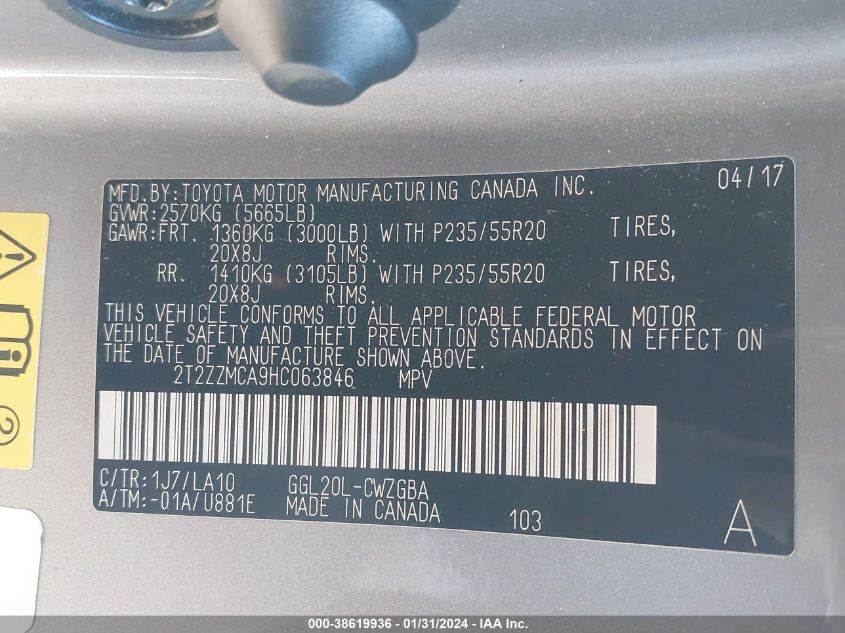 MFD.BY:TOYOTA MOTOR MANUFACTURING CANADA INC. 04/17
GVWR:2570KG (5665LB)
GAWR:FRT. 1360KG (3000LB) WITH P235/55R20 TIRES,
20X8J RIMS.
RR. 1410KG (3105LB) WITH P235/55R20 TIRES,
20X8J RIMS.
THIS VEHICLE CONFORMS TO ALL APPLICABLE FEDERAL MOTOR
VEHICLE SAFETY AND THEFT PREVENTION STANDARDS IN EFFECT ON
THE DATE OF MANUFACTURE SHOWN ABOVE.
2T2ZZMCA9HC063846 MPV
C/TR:1J7/LA10 GGL20L-CWZGBA
A/TM:-01A/U881E MADE IN CANADA 103 A
2
000-38619936 - 01/31/2024 - IAA Inc.